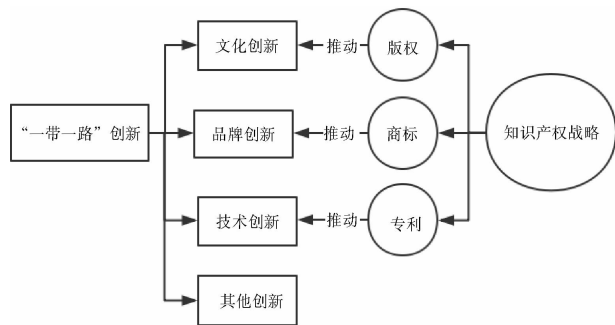 文化创新
推动
版权
“一带一路”创新
品牌创新
推动
商标
知识产权战略
技术创新
推动
专利
其他创新